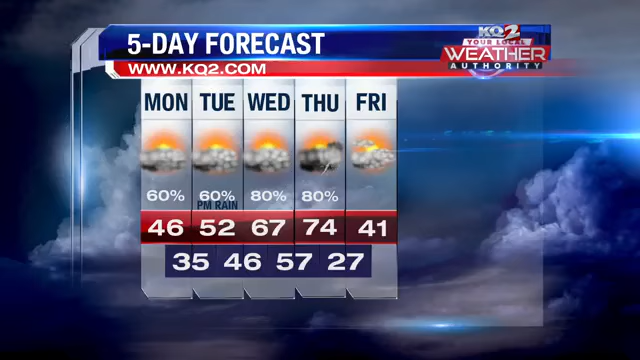 5-DAY FORECAST
WWW.KQ2.COM
KQ2
YOUR LOCAL
WEATHER
AUTHORITY
MON TUE WED THU FRI
60% 60% 80% 80%
PM RAIN
46 52 67 74 41
35 46 57 27